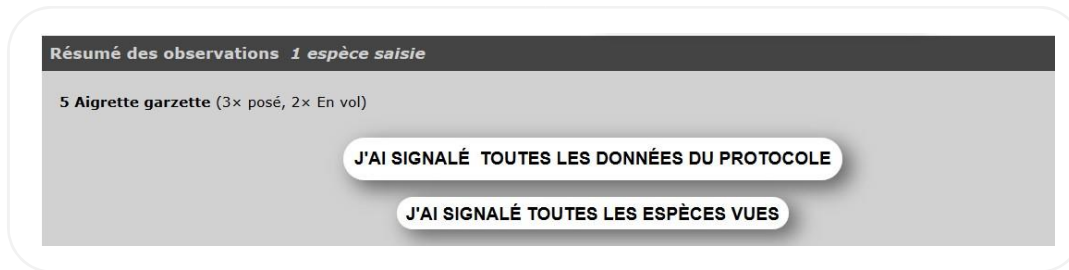 Résumé des observations 1 espèce saisie
5 Aigrette garzette (3× posé, 2× En vol)
J'AI SIGNALÉ TOUTES LES DONNÉES DU PROTOCOLE
J'AI SIGNALÉ TOUTES LES ESPÈCES VUES